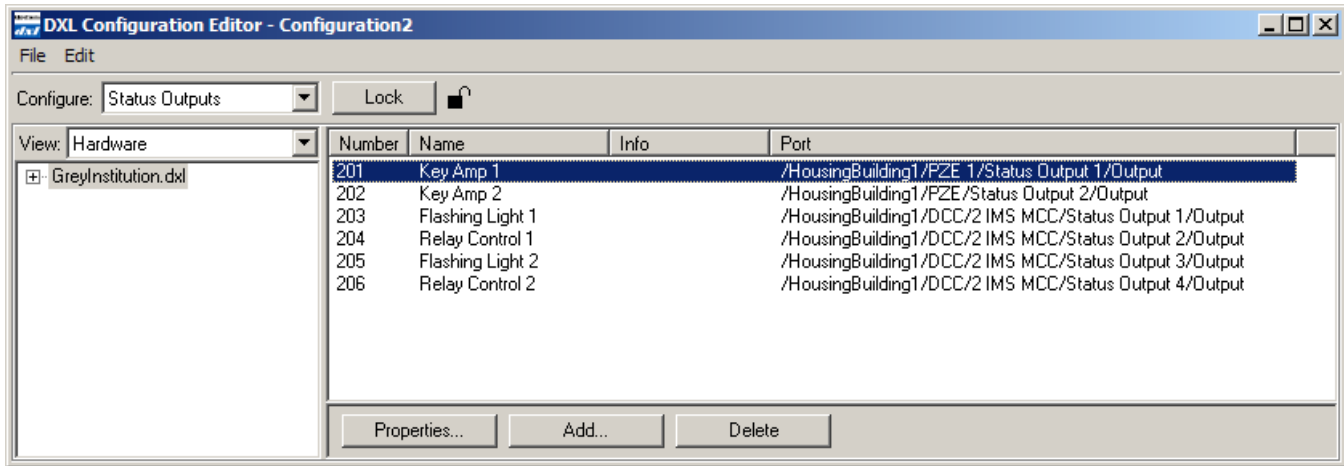 DXL Configuration Editor - Configuration2
File Edit
Configure: Status Outputs Lock
View: Hardware Number Name Info Port
GreyInstitution.dxl 201 Key Amp 1 /HousingBuilding1/PZE 1/Status Output 1/Output
202 Key Amp 2 /HousingBuilding1/PZE/Status Output 2/Output
203 Flashing Light 1 /HousingBuilding1/DCC/2 IMS MCC/Status Output 1/Output
204 Relay Control 1 /HousingBuilding1/DCC/2 IMS MCC/Status Output 2/Output
205 Flashing Light 2 /HousingBuilding1/DCC/2 IMS MCC/Status Output 3/Output
206 Relay Control 2 /HousingBuilding1/DCC/2 IMS MCC/Status Output 4/Output
Properties... Add... Delete